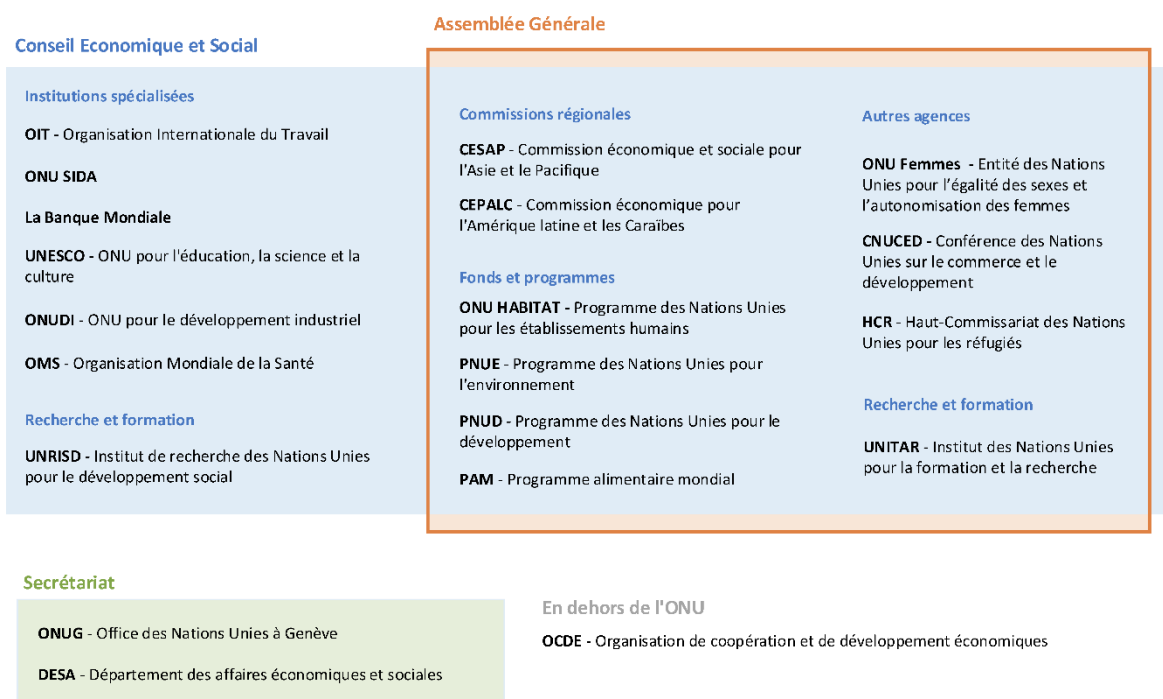 Assemblée Générale
Conseil Economique et Social
Institutions spécialisées
OIT - Organisation Internationale du Travail
ONU SIDA
La Banque Mondiale
UNESCO - ONU pour l'éducation, la science et la
culture
ONUDI - ONU pour le développement industriel
OMS - Organisation Mondiale de la Santé
Recherche et formation
UNRISD - Institut de recherche des Nations Unies
pour le développement social
Commissions régionales
CESAP - Commission économique et sociale pour
l'Asie et le Pacifique
CEPALC - Commission économique pour
l'Amérique latine et les Caraïbes
Fonds et programmes
ONU HABITAT - Programme des Nations Unies
pour les établissements humains
PNUE - Programme des Nations Unies pour
l'environnement
PNUD - Programme des Nations Unies pour le
développement
PAM - Programme alimentaire mondial
Autres agences
ONU Femmes - Entité des Nations
Unies pour l’égalité des sexes et
l’autonomisation des femmes
CNUCED - Conférence des Nations
Unies sur le commerce et le
développement
HCR - Haut-Commissariat des Nations
Unies pour les réfugiés
Recherche et formation
UNITAR - Institut des Nations Unies
pour la formation et la recherche
Secrétariat
ONUG - Office des Nations Unies à Genève
DESA - Département des affaires économiques et sociales
En dehors de l'ONU
OCDE - Organisation de coopération et de développement économiques